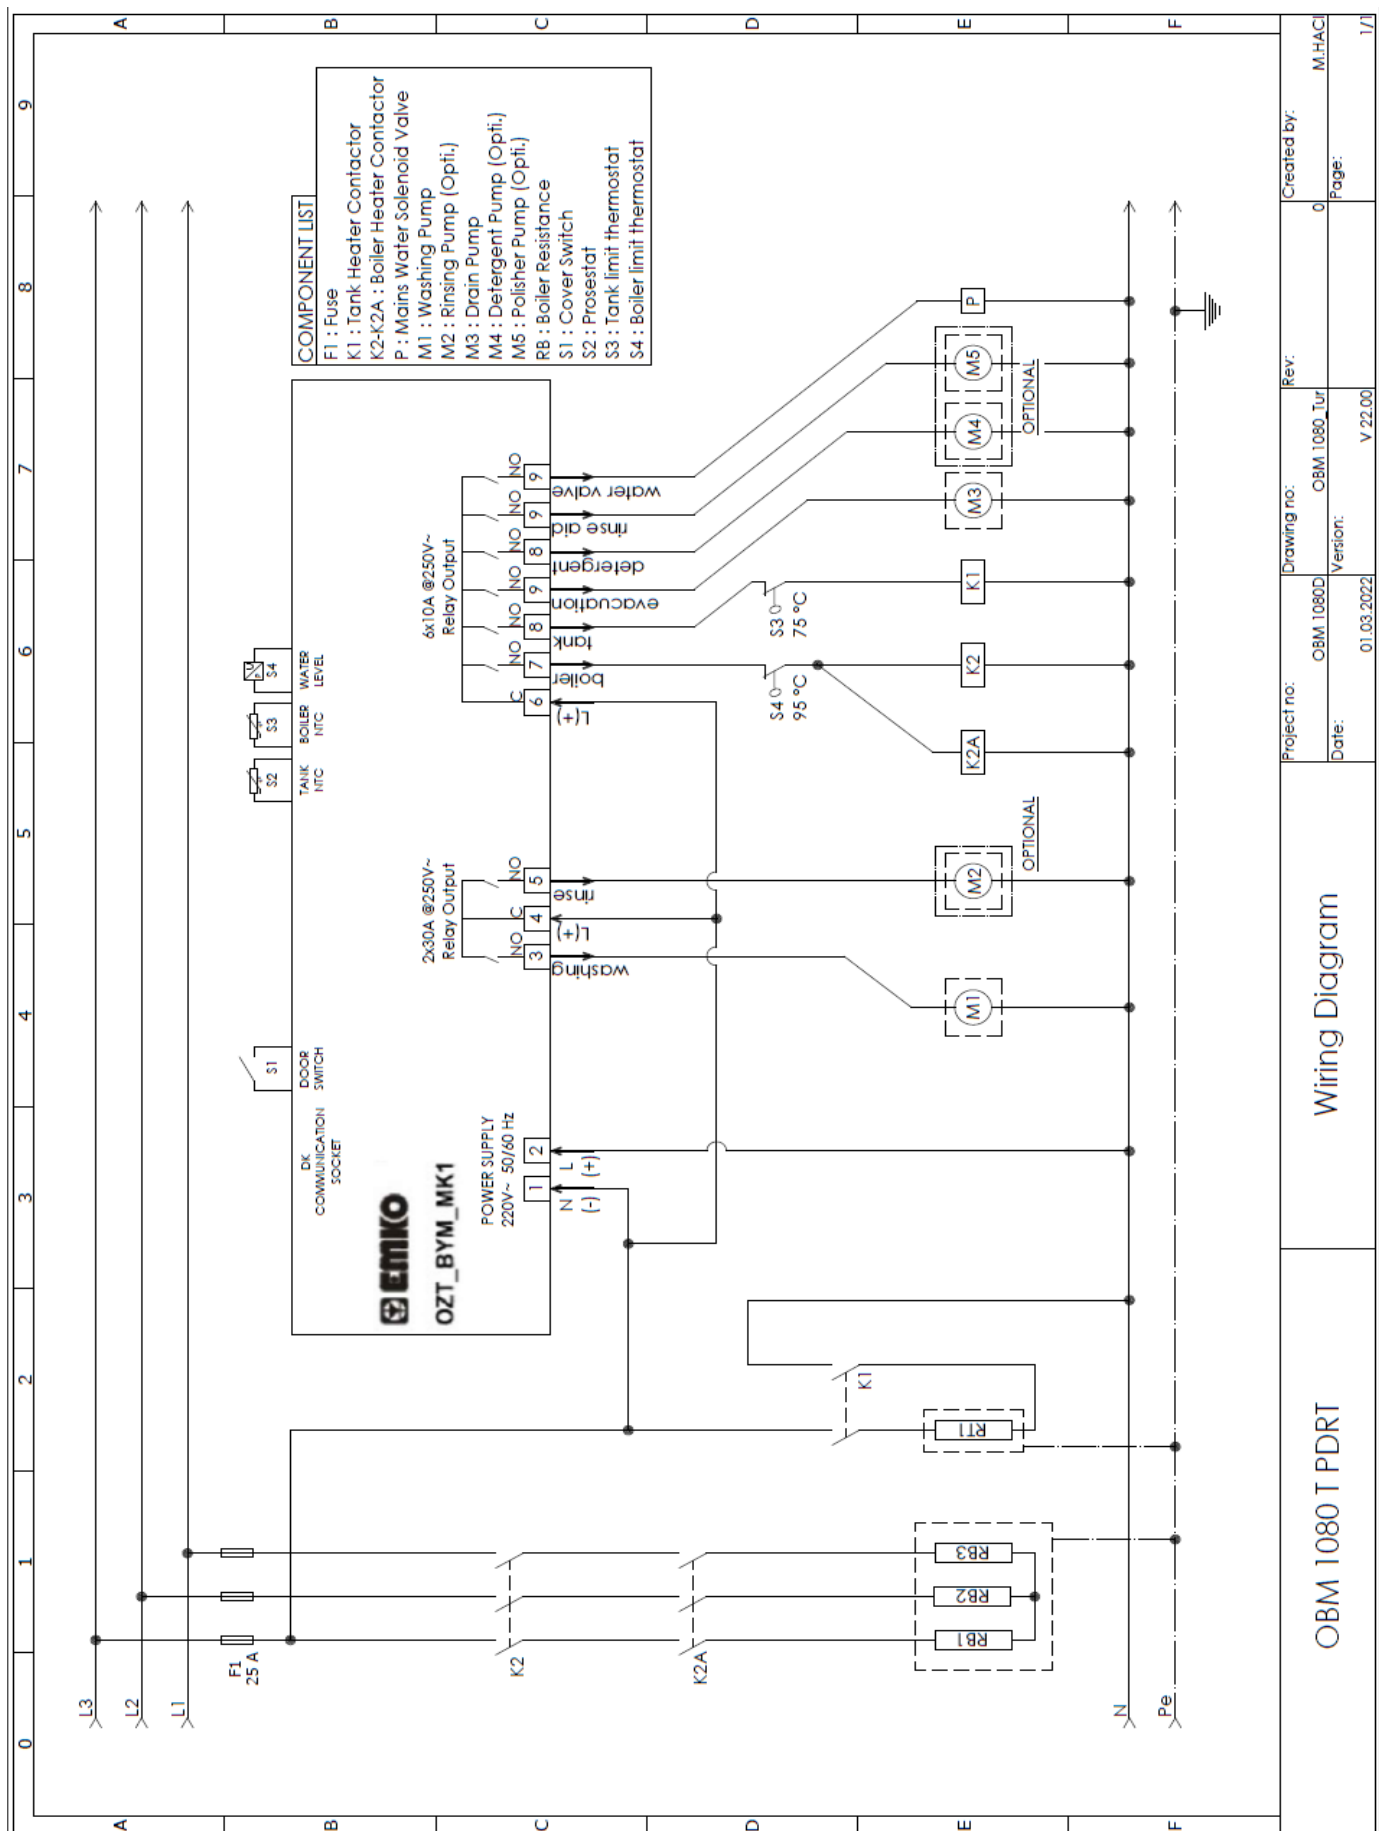 0
1
2
3
4
5
6
7
8
9
A
B
C
D
E
F
A
B
C
D
E
F
L3
L2
L1
F1
25 A
S1
DOOR
SWITCH
DK
COMMUNICATION
SOCKET
S2
TANK
NTC
S3
BOILER
NTC
S4
WATER
LEVEL
EMKO
OZT_BYM_MK1
POWER SUPPLY
220V~ 50/60 Hz
1
2
N
L
(-)
(+)
2x30A @250V~
Relay Output
NO
C
NO
3
4
5
washing
L(+)
rinse
6x10A @250V~
Relay Output
C
NO
NO
NO
NO
NO
NO
6
7
8
9
8
9
9
L(+)
boiler
tank
evacuation
detergent
rinse aid
water valve
COMPONENT LIST
F1 : Fuse
K1 : Tank Heater Contactor
K2-K2A : Boiler Heater Contactor
P : Mains Water Solenoid Valve
M1 : Washing Pump
M2 : Rinsing Pump (Opti.)
M3 : Drain Pump
M4 : Detergent Pump (Opti.)
M5 : Polisher Pump (Opti.)
RB : Boiler Resistance
S1 : Cover Switch
S2 : Prosestat
S3 : Tank limit thermostat
S4 : Boiler limit thermostat
K2
K2A
K1
S4
95 °C
S3
75 °C
RB1
RB2
RB3
RT1
M1
M2
OPTIONAL
K2A
K2
K1
M3
M4
M5
OPTIONAL
P
N
Pe
OBM 1080 T PDRT
Wiring Diagram
Project no:
OBM 1080D
Date:
01.03.2022
Drawing no:
OBM 1080_Tur
Version:
V 22.00
Rev:
0
Created by:
M.HACI
Page:
1/1